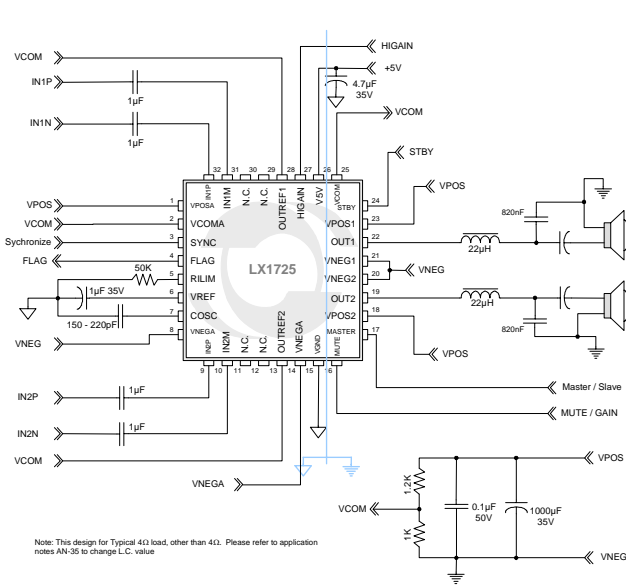 HIGAIN
VCOM
+5V
4.7µF
35V
IN1P
1µF
VCOM
IN1N
1µF
STBY
32 31 30 29 28 27 26 25
IN1P
IN1M
N.C.
N.C.
OUTREF1
HIGAIN
V5V
VCOM
VPOS
1
VPOSA
STBY
24
VPOS
VCOM
2
VCOMA
VPOS1
23
820nF
Sychronize
3
SYNC
OUT1
22
22µH
FLAG
4
FLAG
VNEG1
21
50K
5
RILIM
LX1725
VNEG2
20
VNEG
1µF 35V
6
VREF
OUT2
19
22µH
150 - 220pF
7
COSC
VPOS2
18
820nF
VNEG
8
VNEGA
MASTER
17
VPOS
IN2P
IN2M
N.C.
N.C.
OUTREF2
VNEGA
VGND
MUTE
9 10 11 12 13 14 15 16
IN2P
1µF
Master / Slave
MUTE / GAIN
IN2N
1µF
VCOM
VNEGA
VPOS
1.2K
VCOM
0.1µF
50V
1000µF
35V
1K
VNEG
Note: This design for Typical 4Ω load, other than 4Ω. Please refer to application
notes AN-35 to change L.C. value